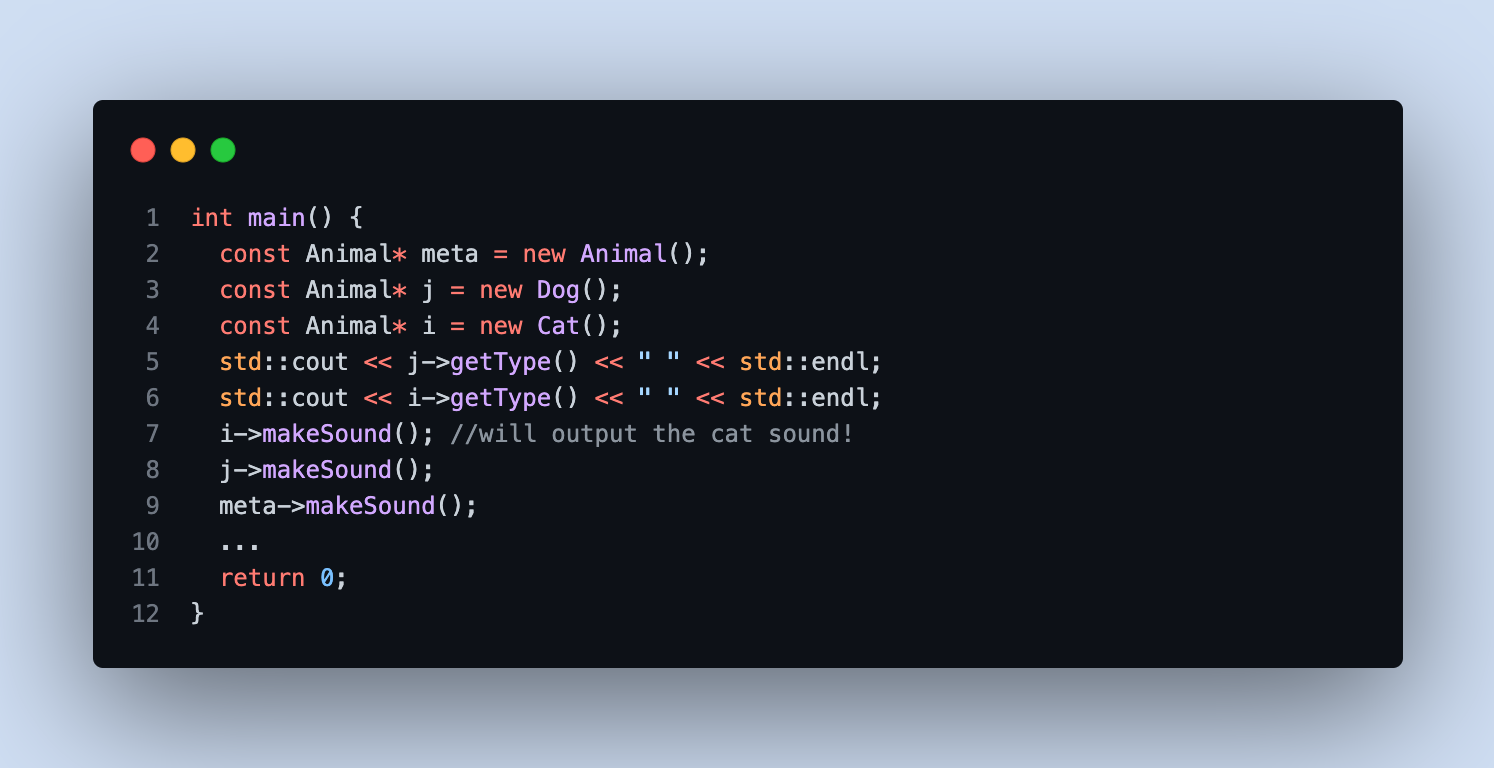 1 int main() {
2   const Animal* meta = new Animal();
3   const Animal* j = new Dog();
4   const Animal* i = new Cat();
5   std::cout << j->getType() << " " << std::endl;
6   std::cout << i->getType() << " " << std::endl;
7   i->makeSound(); //will output the cat sound!
8   j->makeSound();
9   meta->makeSound();
10   ...
11   return 0;
12 }